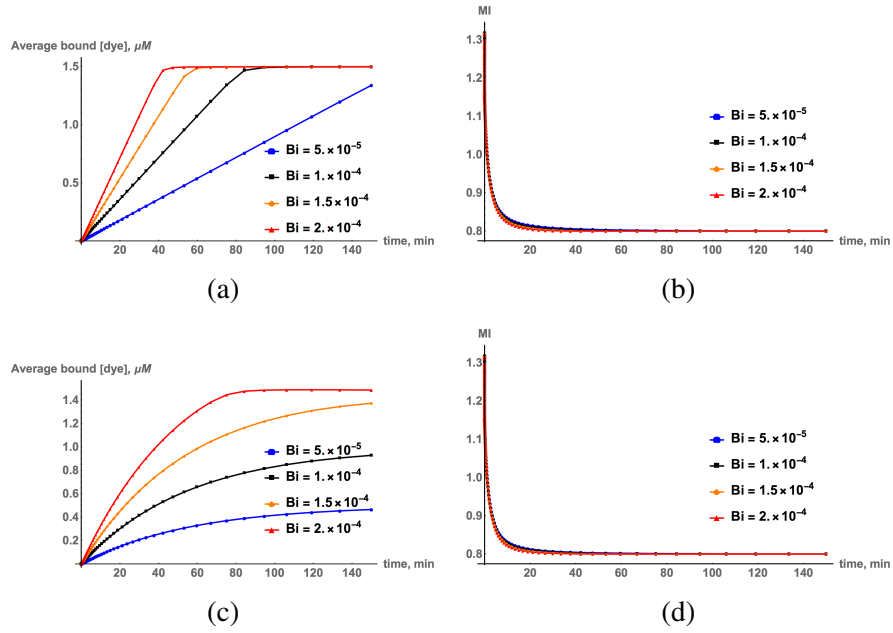 Average bound [dye], μM
1.5
1.0
0.5
20 40 60 80 100 120 140
time, min
Bi = 5.×10⁻⁵
Bi = 1.×10⁻⁴
Bi = 1.5×10⁻⁴
Bi = 2.×10⁻⁴
(a)
MI
1.3
1.2
1.1
1.0
0.9
0.8
20 40 60 80 100 120 140
time, min
Bi = 5.×10⁻⁵
Bi = 1.×10⁻⁴
Bi = 1.5×10⁻⁴
Bi = 2.×10⁻⁴
(b)
Average bound [dye], μM
1.4
1.2
1.0
0.8
0.6
0.4
0.2
20 40 60 80 100 120 140
time, min
Bi = 5.×10⁻⁵
Bi = 1.×10⁻⁴
Bi = 1.5×10⁻⁴
Bi = 2.×10⁻⁴
(c)
MI
1.3
1.2
1.1
1.0
0.9
0.8
20 40 60 80 100 120 140
time, min
Bi = 5.×10⁻⁵
Bi = 1.×10⁻⁴
Bi = 1.5×10⁻⁴
Bi = 2.×10⁻⁴
(d)